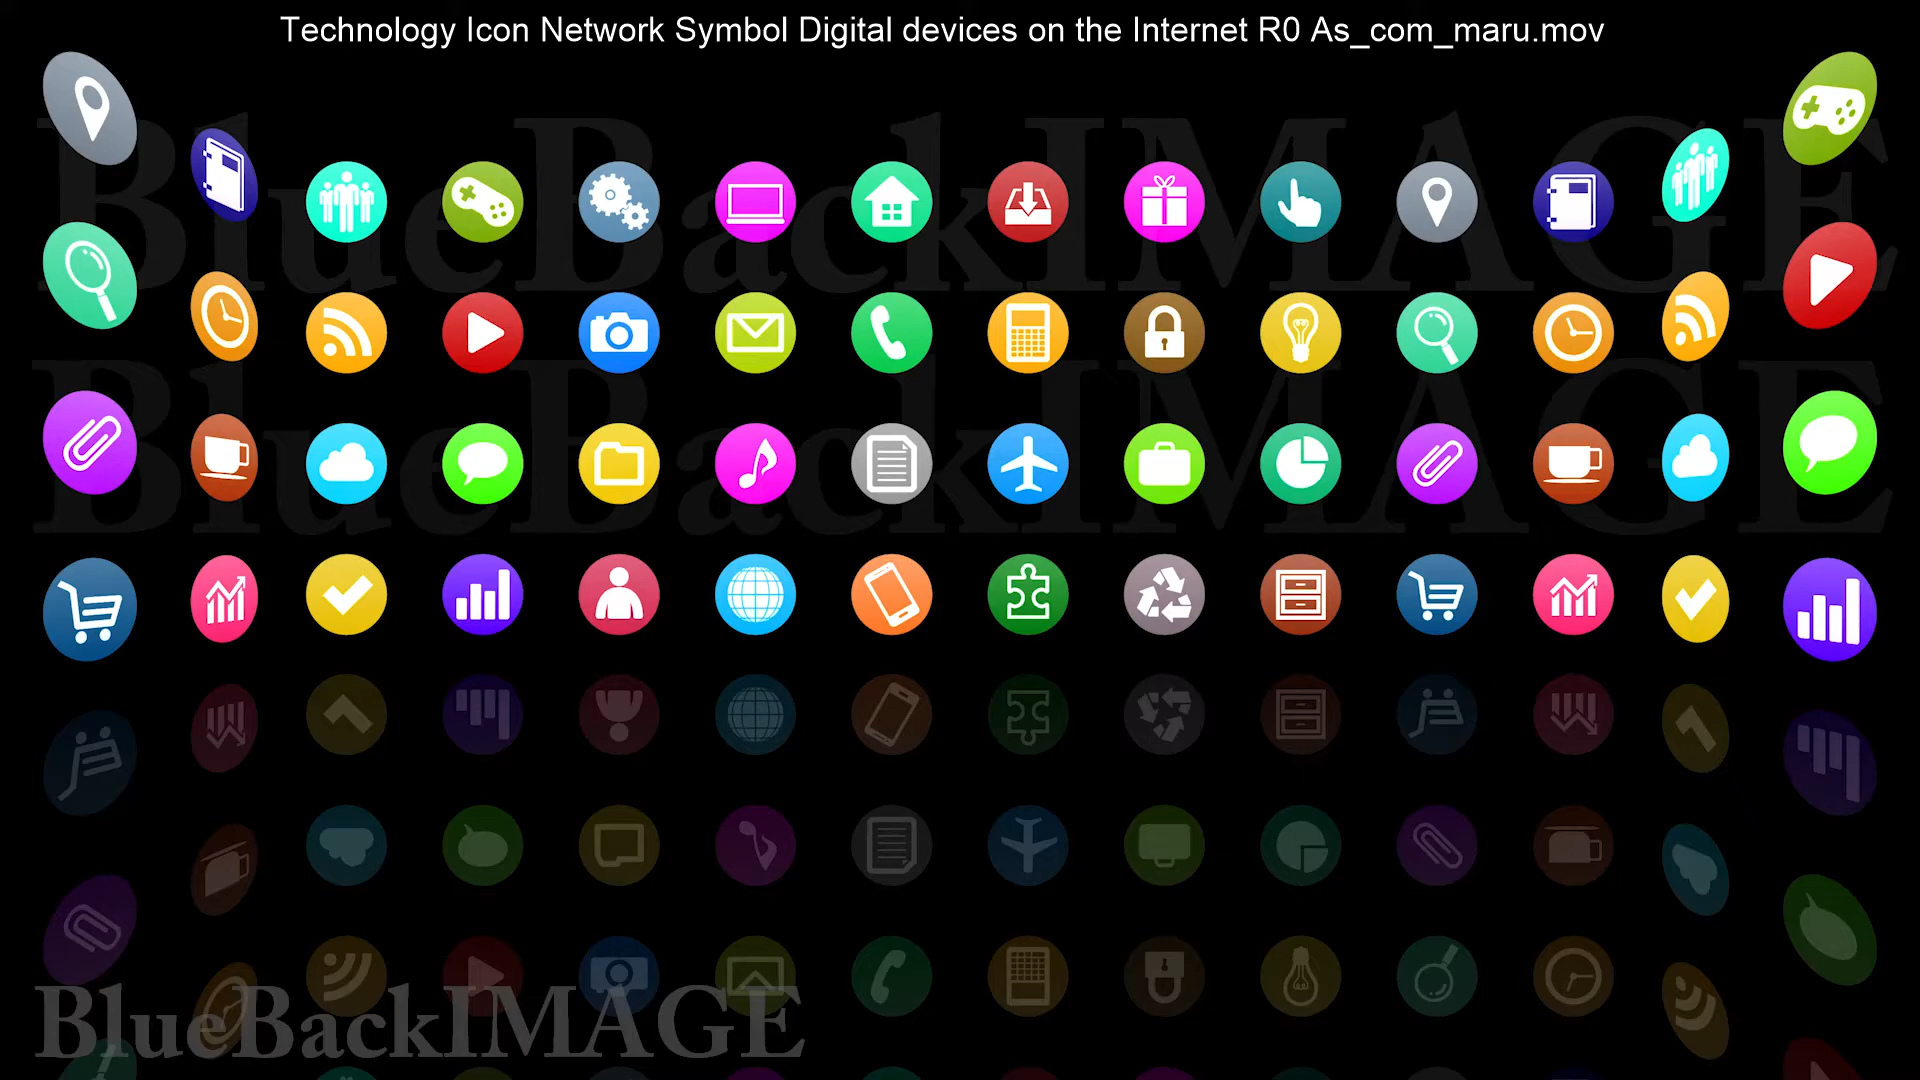 Technology Icon Network Symbol Digital devices on the Internet R0 As_com_maru.mov
BlueBackIMAGE
BlueBackIMAGE
BlueBackIMAGE